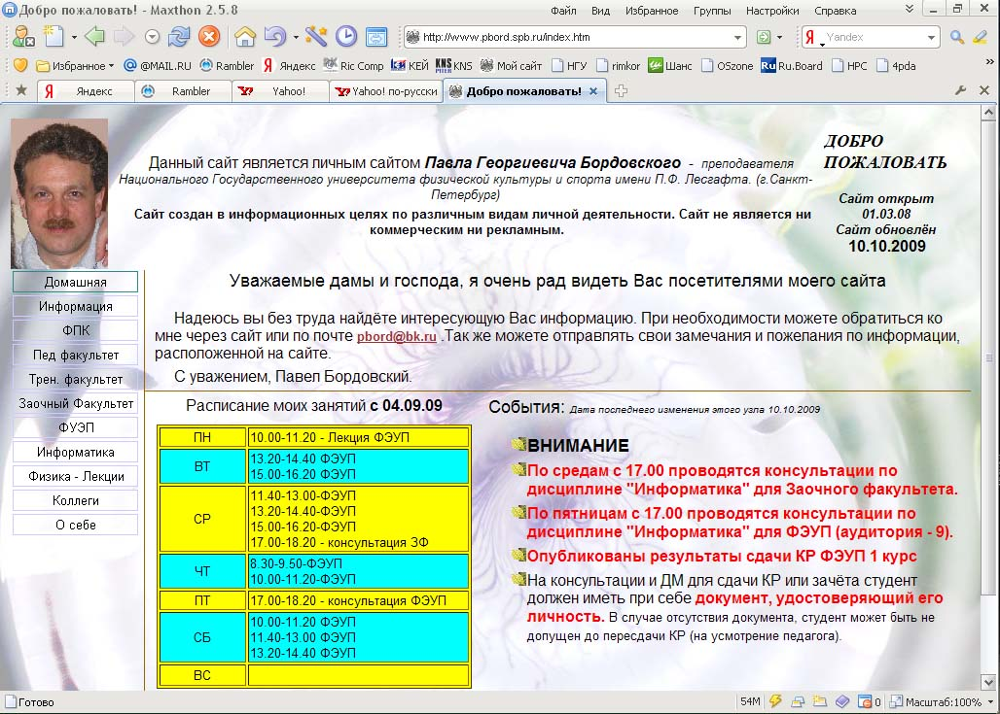 Добро пожаловать! - Maxthon 2.5.8
Файл Вид Избранное Группы Настройки Справка
http://www.pbord.spb.ru/index.htm
Yandex
Избранное @MAIL.RU Rambler Яндекс Ric Comp КЕЙ KNS Мой сайт НГУ rimkor Шанс OSzone Ru.Board НРС 4pda
Яндекс Rambler Yahoo! Yahoo! по-русски Добро пожаловать!
ДОБРО
ПОЖАЛОВАТЬ
Данный сайт является личным сайтом Павла Георгиевича Бордовского - преподавателя
Национального Государственного университета физической культуры и спорта имени П.Ф. Лесгафта. (г.Санкт-
Петербург)
Сайт создан в информационных целях по различным видам личной деятельности. Сайт не является ни
коммерческим ни рекламным.
Сайт открыт
01.03.08
Сайт обновлён
10.10.2009
Домашняя
Информация
ФПК
Пед факультет
Трен. факультет
Заочный Факультет
ФУЭП
Информатика
Физика - Лекции
Коллеги
О себе
Уважаемые дамы и господа, я очень рад видеть Вас посетителями моего сайта
Надеюсь вы без труда найдёте интересующую Вас информацию. При необходимости можете обратиться ко
мне через сайт или по почте pbord@bk.ru .Так же можете отправлять свои замечания и пожелания по информации,
расположенной на сайте.
С уважением, Павел Бордовский.
Расписание моих занятий с 04.09.09
ПН 10.00-11.20 - Лекция ФЭУП
ВТ 13.20-14.40 ФЭУП
15.00-16.20 ФЭУП
СР 11.40-13.00-ФЭУП
13.20-14.40-ФЭУП
15.00-16.20-ФЭУП
17.00-18.20 - консультация ЗФ
ЧТ 8.30-9.50-ФЭУП
10.00-11.20-ФЭУП
ПТ 17.00-18.20 - консультация ФЭУП
СБ 10.00-11.20 ФЭУП
11.40-13.00 ФЭУП
13.20-14.40 ФЭУП
ВС
События: Дата последнего изменения этого узла 10.10.2009
ВНИМАНИЕ
По средам с 17.00 проводятся консультации по
дисциплине "Информатика" для Заочного факультета.
По пятницам с 17.00 проводятся консультации по
дисциплине "Информатика" для ФЭУП (аудитория - 9).
Опубликованы результаты сдачи КР ФЭУП 1 курс
На консультации и ДМ для сдачи КР или зачёта студент
должен иметь при себе документ, удостоверяющий его
личность. В случае отсутствия документа, студент может быть не
допущен до пересдачи КР (на усмотрение педагога).
Готово
54M
0
Масштаб:100%